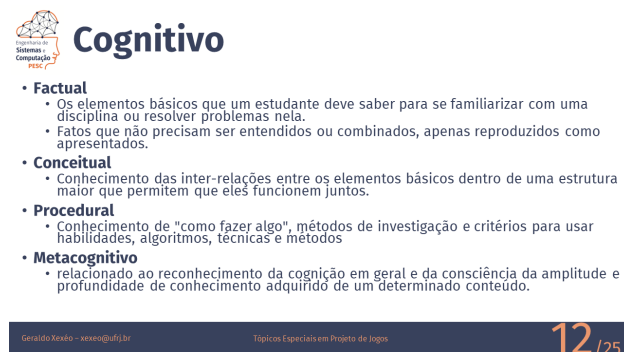 Engenharia de
Sistemas e
Computação
PESC
Cognitivo
• Factual
• Os elementos básicos que um estudante deve saber para se familiarizar com uma
disciplina ou resolver problemas nela.
• Fatos que não precisam ser entendidos ou combinados, apenas reproduzidos como
apresentados.
• Conceitual
• Conhecimento das inter-relações entre os elementos básicos dentro de uma estrutura
maior que permitem que eles funcionem juntos.
• Procedural
• Conhecimento de "como fazer algo", métodos de investigação e critérios para usar
habilidades, algoritmos, técnicas e métodos
• Metacognitivo
• relacionado ao reconhecimento da cognição em geral e da consciência da amplitude e
profundidade de conhecimento adquirido de um determinado conteúdo.
Geraldo Xexéo – xexeo@ufrj.br
Tópicos Especiais em Projeto de Jogos
12/25